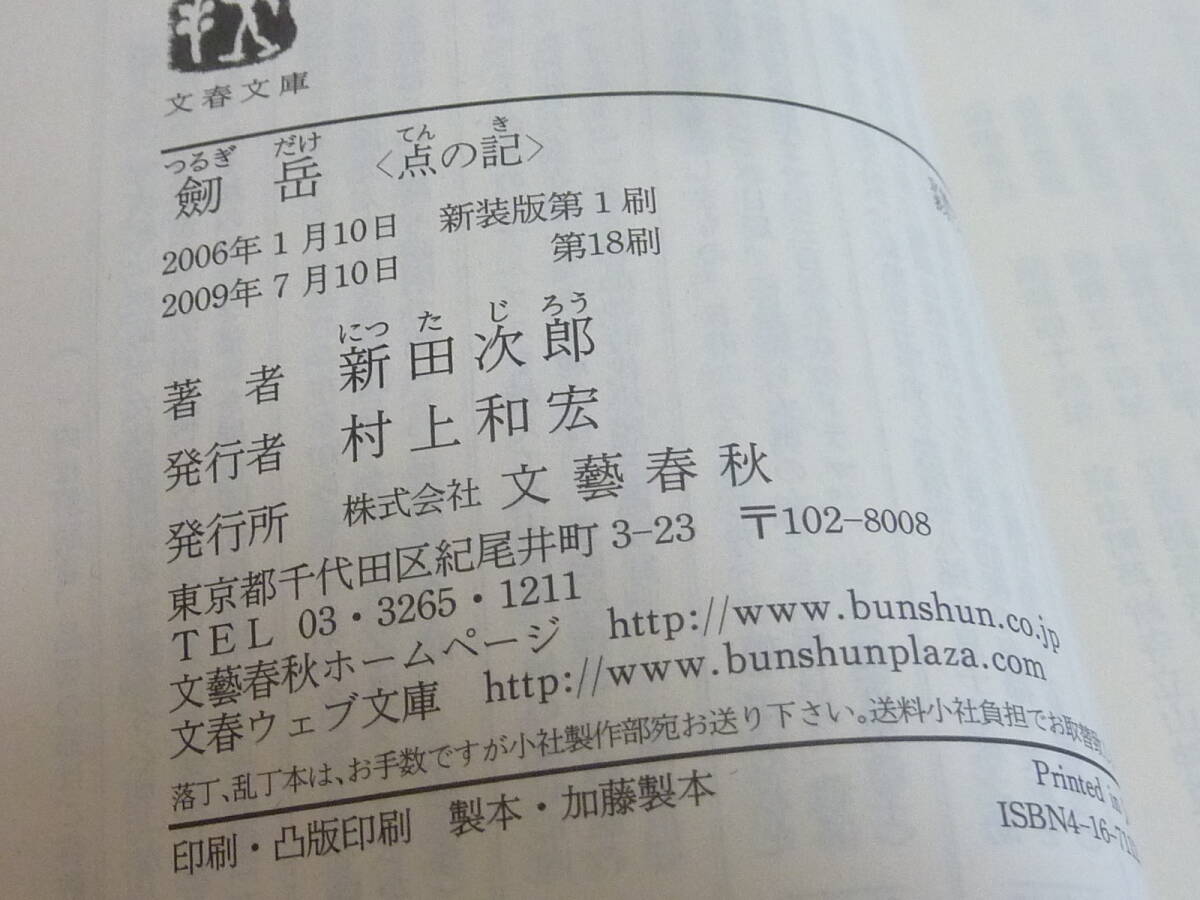 文春文庫
つるぎ だけ てん き
劒 岳 〈点の記〉
2006年1月10日 新装版第1刷
2009年7月10日 第18刷
につ た じ ろう
著者 新田次郎
発行者 村上和宏
発行所 株式会社 文藝春秋
東京都千代田区紀尾井町 3-23 〒102-8008
TEL 03・3265・1211
文藝春秋ホームページ http://www.bunshun.co.jp
文春ウェブ文庫 http://www.bunshunplaza.com
落丁、乱丁本は、お手数ですが小社製作部宛お送り下さい。送料小社負担でお取替致
印刷・凸版印刷 製本・加藤製本
Printed in
ISBN4-16-71